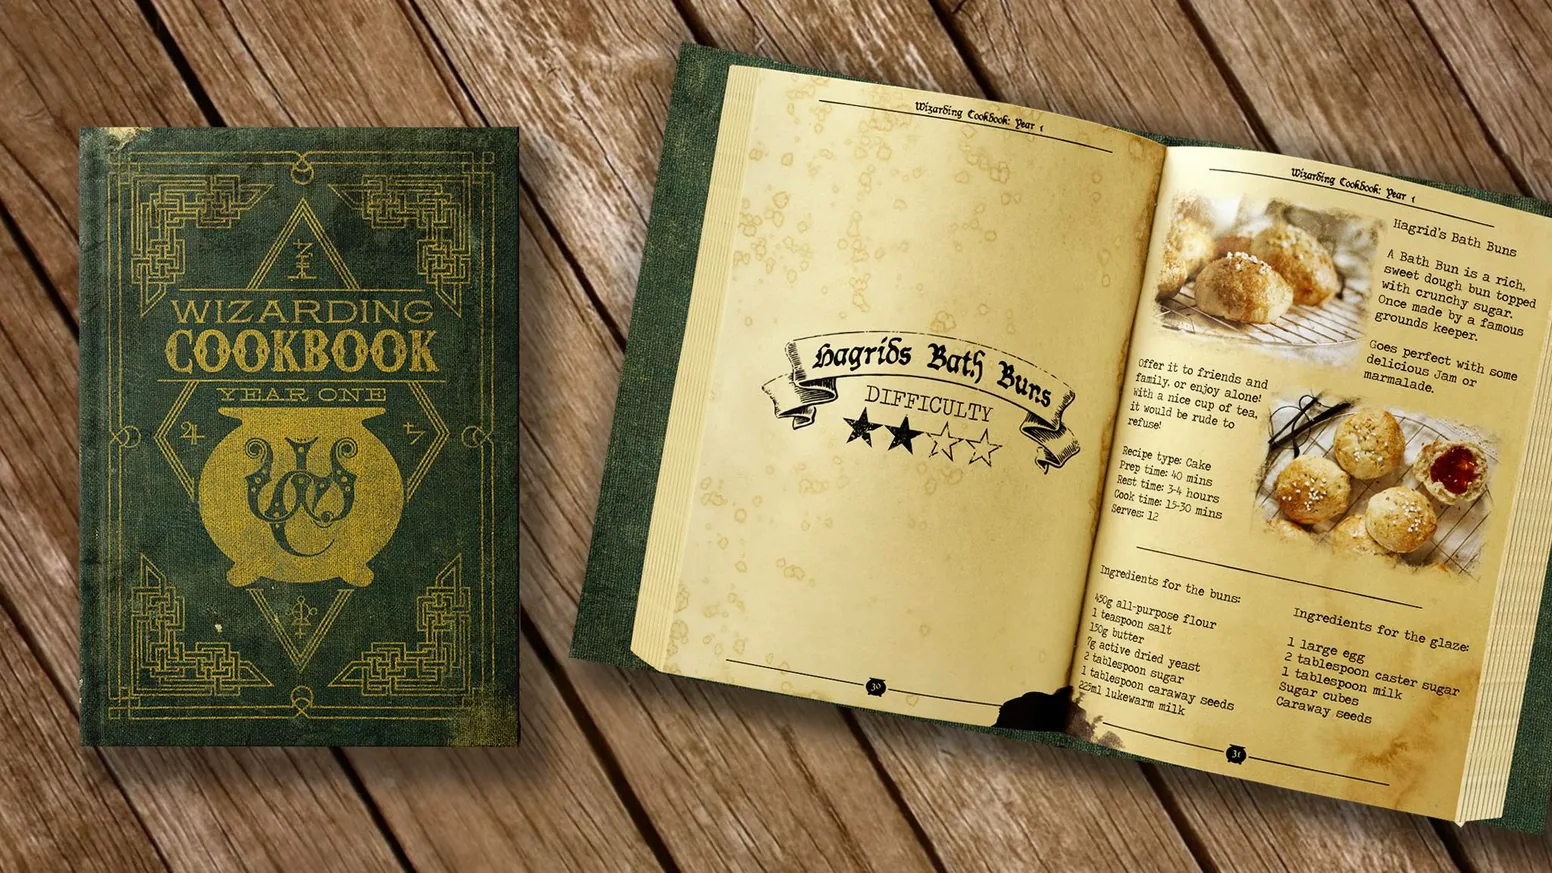 WIZARDING
COOKBOOK
YEAR ONE
Wizarding Cookbook: Year 1
Hagrids Bath Buns
DIFFICULTY
30
Wizarding Cookbook: Year 1
Hagrid's Bath Buns
A Bath Bun is a rich,
sweet dough bun topped
with crunchy sugar.
Once made by a famous
grounds keeper.
Goes perfect with some
delicious Jam or
marmalade.
Offer it to friends and
family, or enjoy alone!
with a nice cup of tea,
it would be rude to
refuse!
Recipe type: Cake
Prep time: 40 mins
Rest time: 3-4 hours
Cook time: 15-30 mins
Serves: 12
Ingredients for the buns:
450g all-purpose flour
1 teaspoon salt
150g butter
7g active dried yeast
2 tablespoon sugar
1 tablespoon caraway seeds
225ml lukewarm milk
Ingredients for the glaze:
1 large egg
2 tablespoon caster sugar
1 tablespoon milk
Sugar cubes
Caraway seeds
31